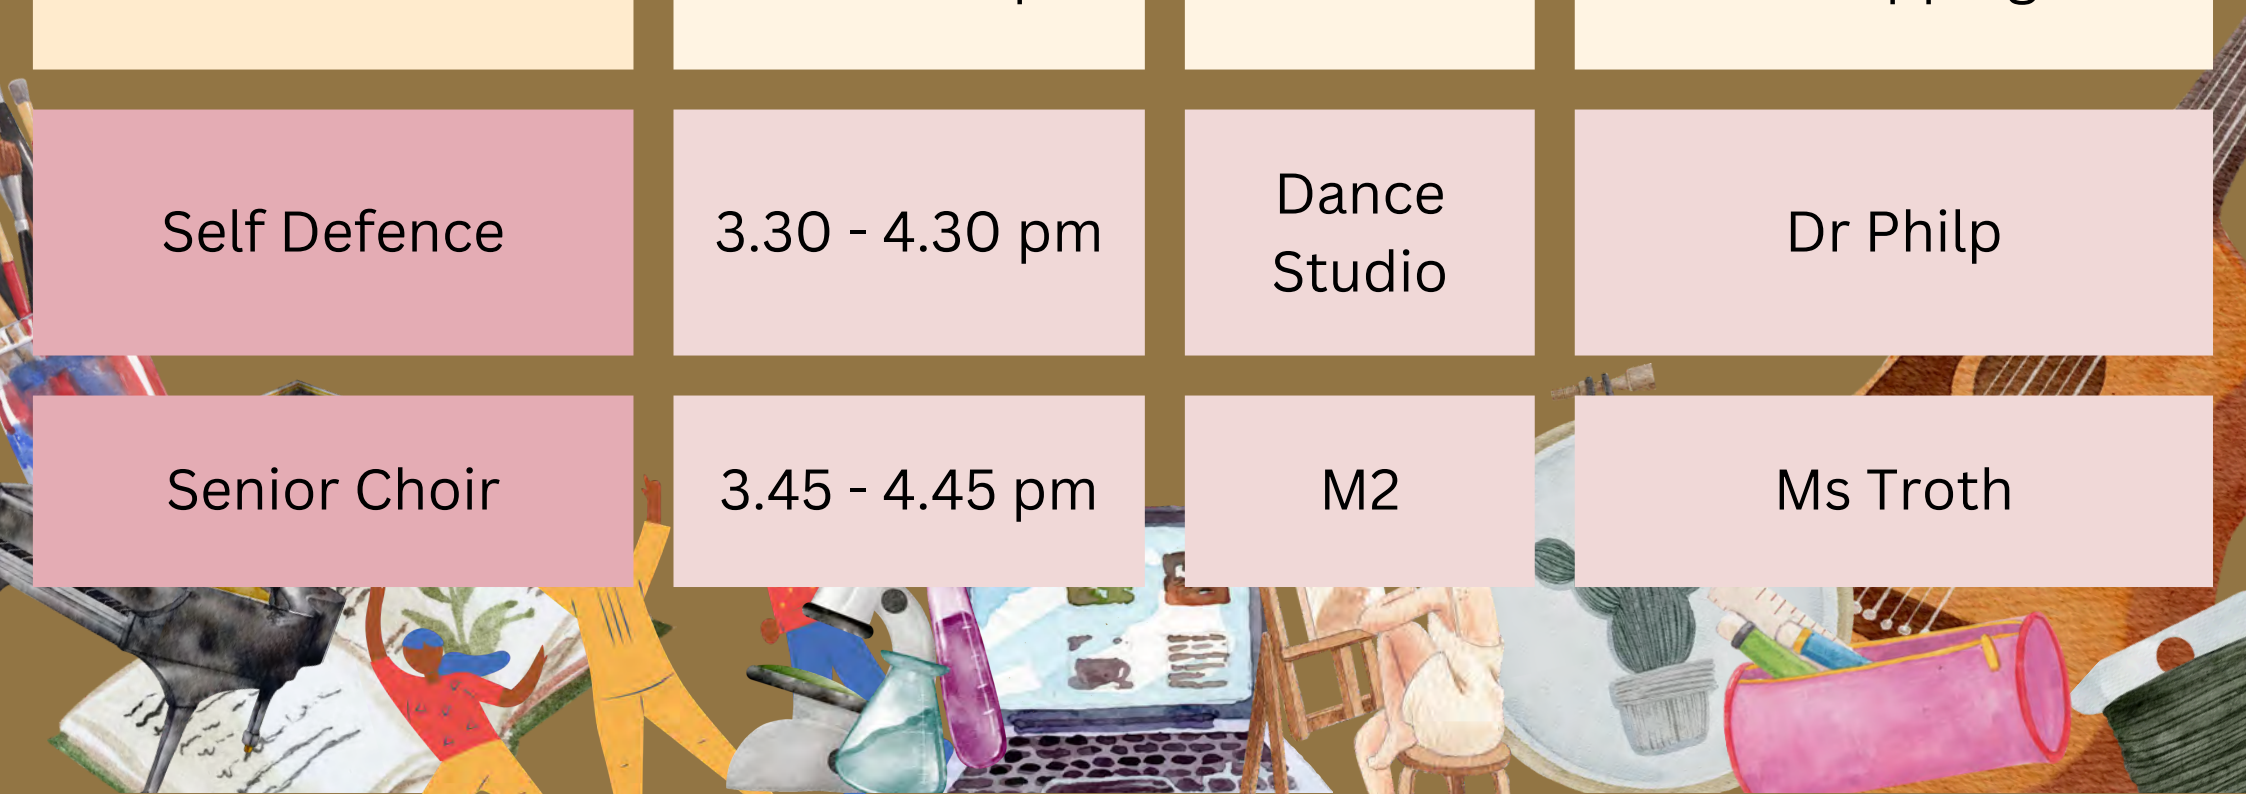 Self Defence
3.30 - 4.30 pm
Dance
Studio
Dr Philp
Senior Choir
3.45 - 4.45 pm
M2
Ms Troth